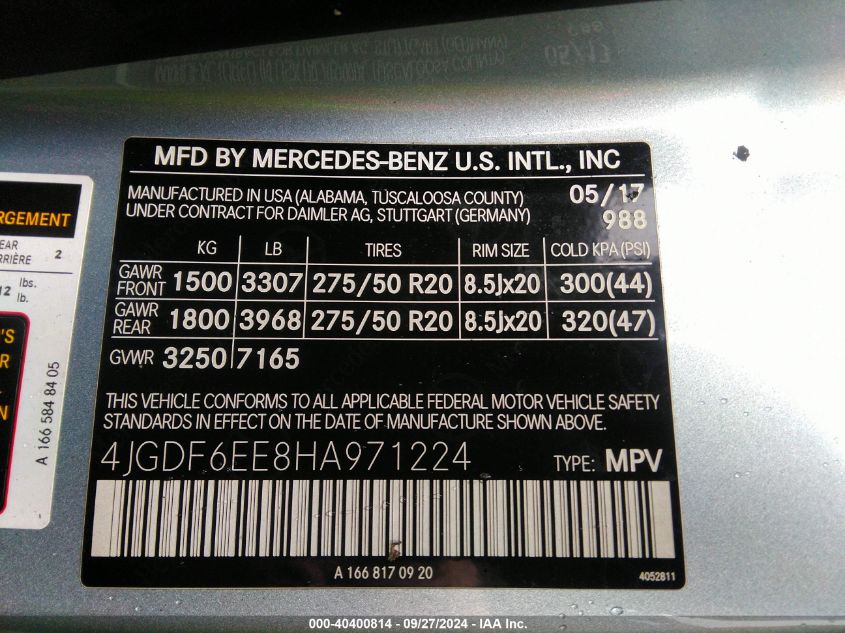 MFD BY MERCEDES-BENZ U.S. INTL., INC
MANUFACTURED IN USA (ALABAMA, TUSCALOOSA COUNTY) 05/17
UNDER CONTRACT FOR DAIMLER AG, STUTTGART (GERMANY) 988
KG LB TIRES RIM SIZE COLD KPA (PSI)
GAWR FRONT 1500 3307 275/50 R20 8.5Jx20 300(44)
GAWR REAR 1800 3968 275/50 R20 8.5Jx20 320(47)
GVWR 3250 7165
THIS VEHICLE CONFORMS TO ALL APPLICABLE FEDERAL MOTOR VEHICLE SAFETY
STANDARDS IN EFFECT ON THE DATE OF MANUFACTURE SHOWN ABOVE.
4JGDF6EE8HA971224 TYPE: MPV
A 166 817 09 20
4052811
RGEMENT
EAR 2
RRIÈRE
12 lbs.
lb.
'S
R
N
A 166 584 84 05
000-40400814 - 09/27/2024 - IAA Inc.